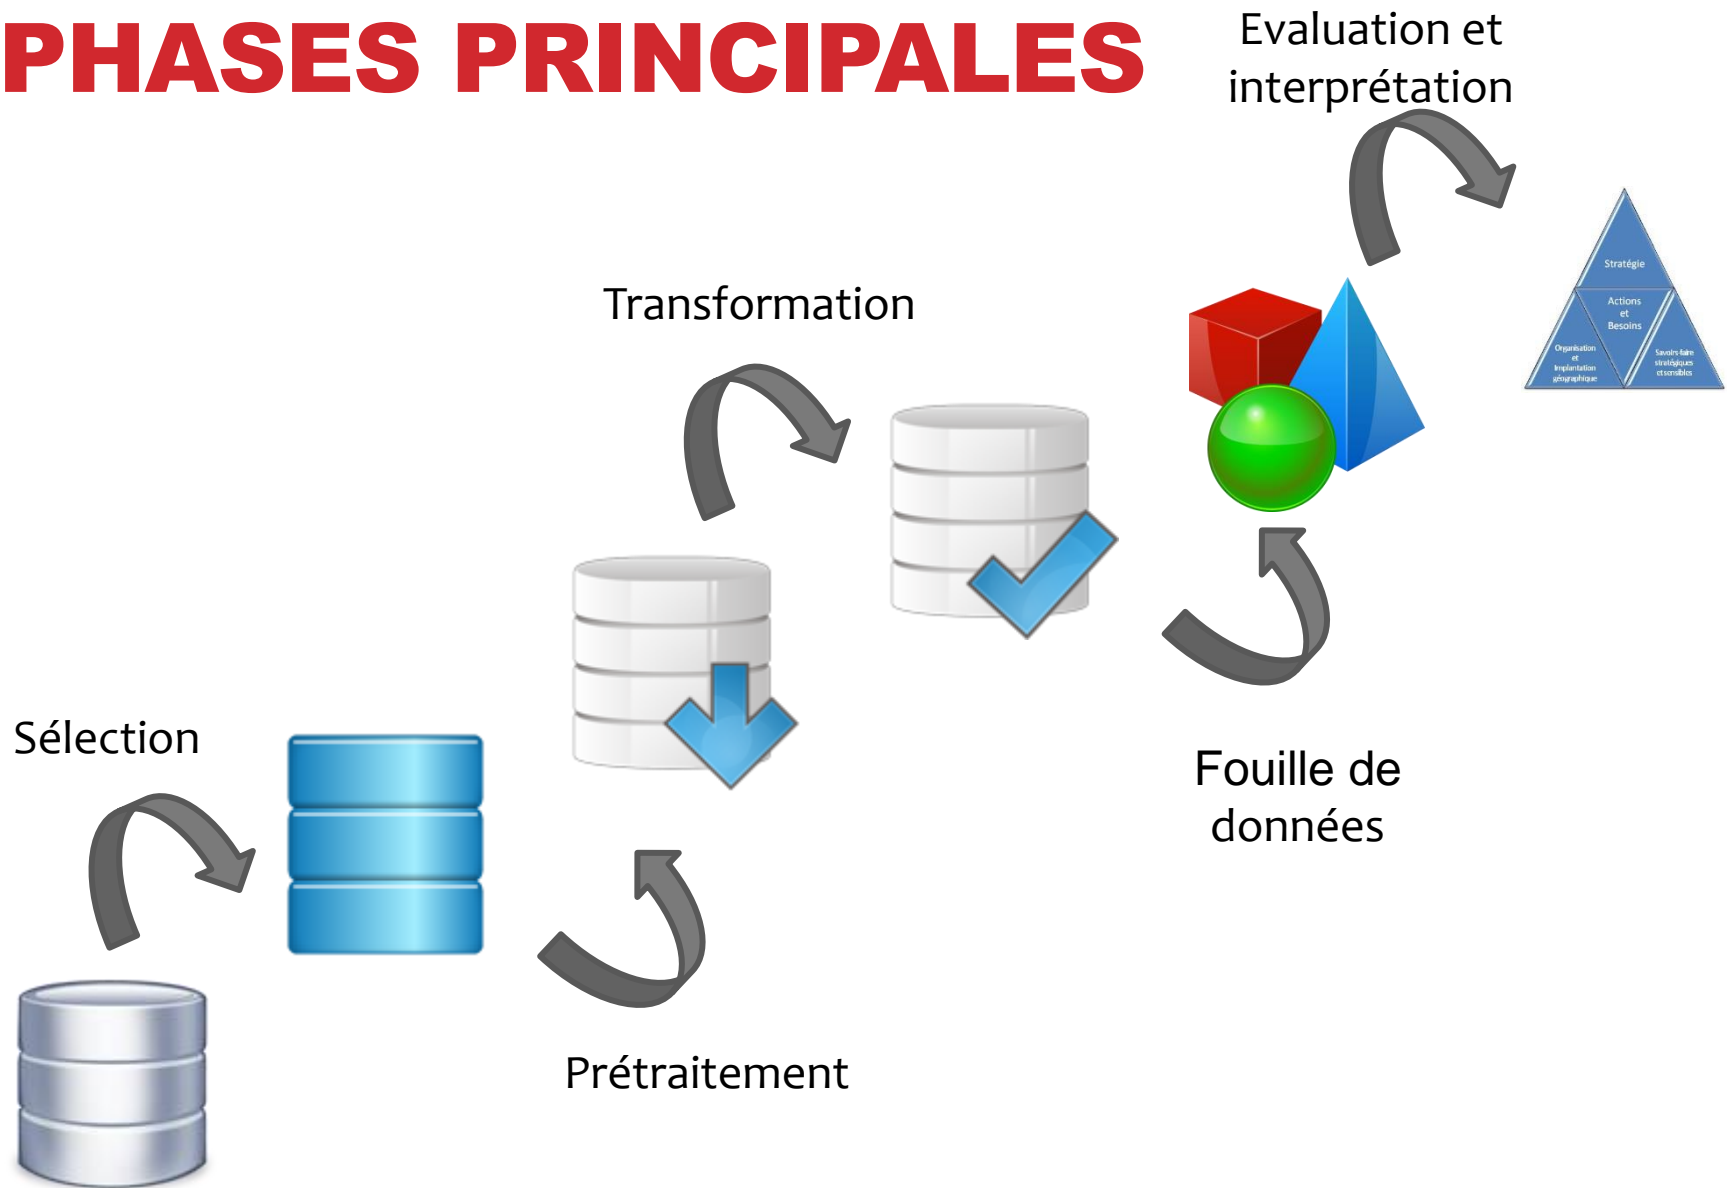 PHASES PRINCIPALES
Evaluation et
interprétation
Stratégie
Actions
et
Besoins
Organisation
et
Implantation
géographique
Savoirs-faire
stratégiques
et sensibles
Transformation
Sélection
Fouille de
données
Prétraitement